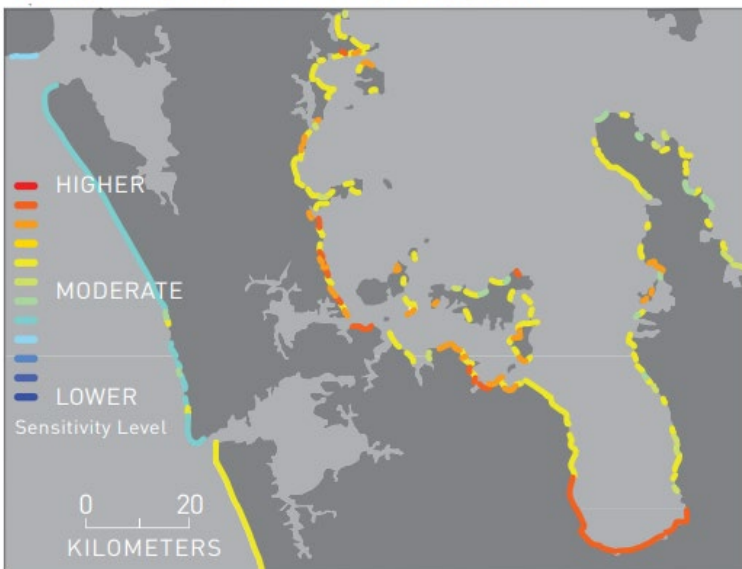 HIGHER
MODERATE
LOWER
Sensitivity Level
0 20
KILOMETERS